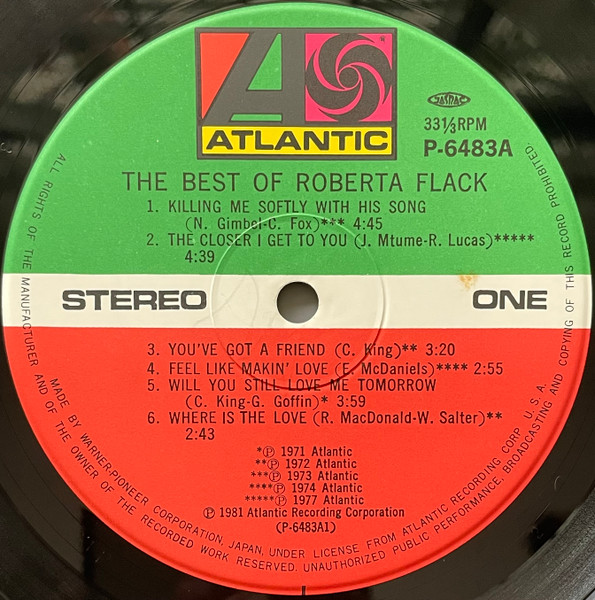 ATLANTIC
JASRAC
33 1/3 RPM
P-6483A
THE BEST OF ROBERTA FLACK
1. KILLING ME SOFTLY WITH HIS SONG
(N. Gimbel-C. Fox)*** 4:45
2. THE CLOSER I GET TO YOU (J. Mtume-R. Lucas)*****
4:39
STEREO
ONE
3. YOU'VE GOT A FRIEND (C. King)** 3:20
4. FEEL LIKE MAKIN' LOVE (E. McDaniels)**** 2:55
5. WILL YOU STILL LOVE ME TOMORROW
(C. King-G. Goffin)* 3:59
6. WHERE IS THE LOVE (R. MacDonald-W. Salter)**
2:43
*Ⓟ 1971 Atlantic
**Ⓟ 1972 Atlantic
***Ⓟ 1973 Atlantic
****Ⓟ 1974 Atlantic
*****Ⓟ 1977 Atlantic
Ⓟ 1981 Atlantic Recording Corporation
(P-6483A1)
MADE BY WARNER-PIONEER CORPORATION, JAPAN, UNDER LICENSE FROM ATLANTIC RECORDING CORP. U.S.A.
ALL RIGHTS OF THE MANUFACTURER AND OF THE OWNER OF THE RECORDED WORK RESERVED. UNAUTHORIZED PUBLIC PERFORMANCE, BROADCASTING AND COPYING OF THIS RECORD PROHIBITED.